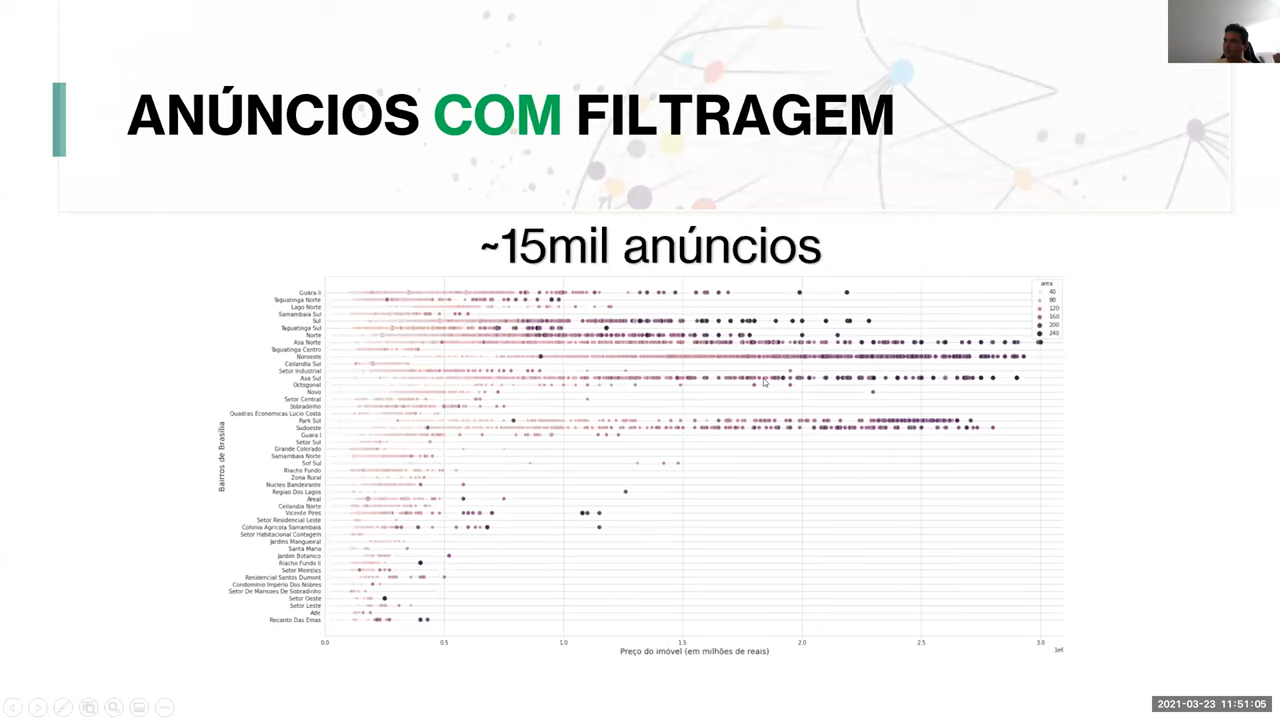 ANÚNCIOS COM FILTRAGEM
~15mil anúncios
area
40
80
120
160
200
240
Guara II
Taguatinga Norte
Lago Norte
Samambaia Sul
Sul
Taguatinga Sul
Norte
Asa Norte
Taguatinga Centro
Noroeste
Ceilandia Sul
Setor Industrial
Asa Sul
Octogonal
Novo
Setor Central
Sobradinho
Quadras Economicas Lucio Costa
Park Sul
Sudoeste
Guara I
Setor Sul
Grande Colorado
Samambaia Norte
Sof Sul
Riacho Fundo
Zona Rural
Nucleo Bandeirante
Regiao Dos Lagos
Areal
Ceilandia Norte
Vicente Pires
Setor Residencial Leste
Colonia Agricola Samambaia
Setor Habitacional Contagem
Jardins Mangueiral
Santa Maria
Jardim Botanico
Riacho Fundo II
Setor Meireles
Residencial Santos Dumont
Condominio Imperio Dos Nobres
Setor De Mansoes De Sobradinho
Setor Oeste
Setor Leste
Ade
Recanto Das Emas
Bairros de Brasília
0.0 0.5 1.0 1.5 2.0 2.5 3.0
1e6
Preço do imóvel (em milhões de reais)
2021-03-23 11:51:05